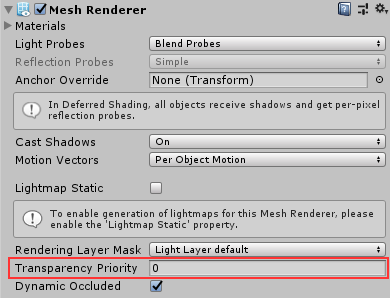 Mesh Renderer
Materials
Light Probes Blend Probes
Reflection Probes Simple
Anchor Override None (Transform)
In Deferred Shading, all objects receive shadows and get per-pixel
reflection probes.
Cast Shadows On
Motion Vectors Per Object Motion
Lightmap Static
To enable generation of lightmaps for this Mesh Renderer, please
enable the 'Lightmap Static' property.
Rendering Layer Mask Light Layer default
Transparency Priority 0
Dynamic Occluded